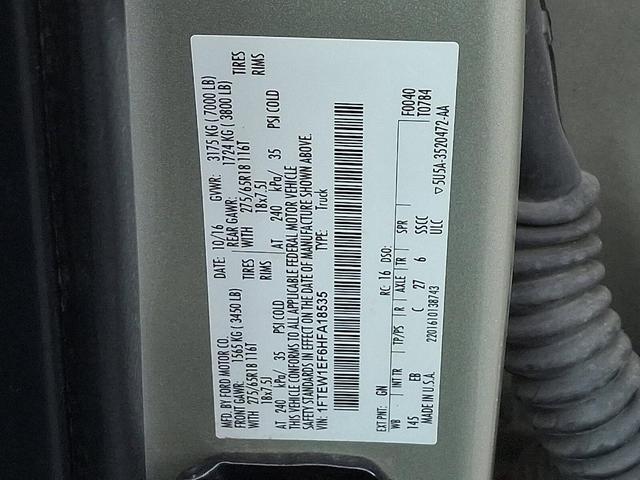 MFD. BY FORD MOTOR CO.
DATE: 10/16 GVWR: 3175 KG ( 7000 LB)
FRONT GAWR: 1565 KG ( 3450 LB) REAR GAWR: 1724 KG ( 3800 LB)
WITH 275/65R18 116T TIRES WITH 275/65R18 116T TIRES
18x7.5J RIMS 18x7.5J RIMS
AT 240 kPa/ 35 PSI COLD AT 240 kPa/ 35 PSI COLD
THIS VEHICLE CONFORMS TO ALL APPLICABLE FEDERAL MOTOR VEHICLE
SAFETY STANDARDS IN EFFECT ON THE DATE OF MANUFACTURE SHOWN ABOVE.
VIN: 1FTEW1EF6HFA18535 TYPE: Truck
EXT PNT: GN RC: 16 DSO: F0040
WB INT TR TP/PS R AXLE TR SPR T0784
145 EB C 27 6 SSCC
MADE IN U.S.A. 2201610138743 ULC ▽5U5A-3520472-AA